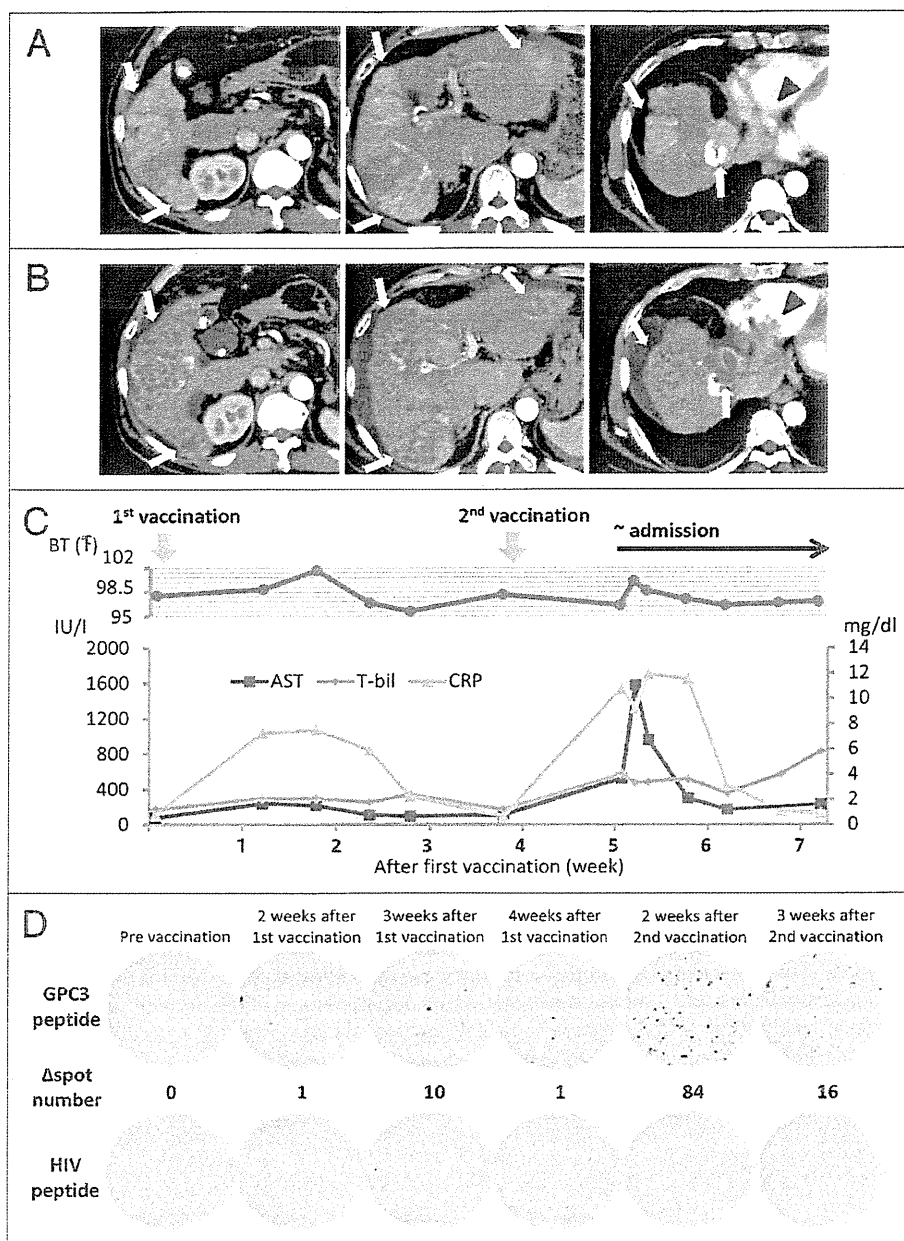 A
B
C
1st vaccination
2nd vaccination
~ admission
BT (℉)
102
98.5
95
IU/l
mg/dl
2000
1600
1200
800
400
0
14
12
10
8
6
4
2
0
AST
T-bil
CRP
1
2
3
4
5
6
7
After first vaccination (week)
D
Pre vaccination
2 weeks after
1st vaccination
3weeks after
1st vaccination
4weeks after
1st vaccination
2 weeks after
2nd vaccination
3 weeks after
2nd vaccination
GPC3
peptide
Δspot
number
0
1
10
1
84
16
HIV
peptide